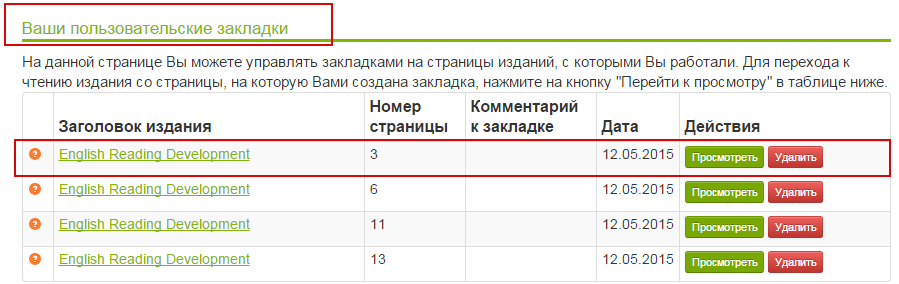 Ваши пользовательские закладки
На данной странице Вы можете управлять закладками на страницы изданий, с которыми Вы работали. Для перехода к
чтению издания со страницы, на которую Вами создана закладка, нажмите на кнопку "Перейти к просмотру" в таблице ниже.
Заголовок издания Номер страницы Комментарий к закладке Дата Действия
? English Reading Development 3 12.05.2015 Просмотреть Удалить
? English Reading Development 6 12.05.2015 Просмотреть Удалить
? English Reading Development 11 12.05.2015 Просмотреть Удалить
? English Reading Development 13 12.05.2015 Просмотреть Удалить